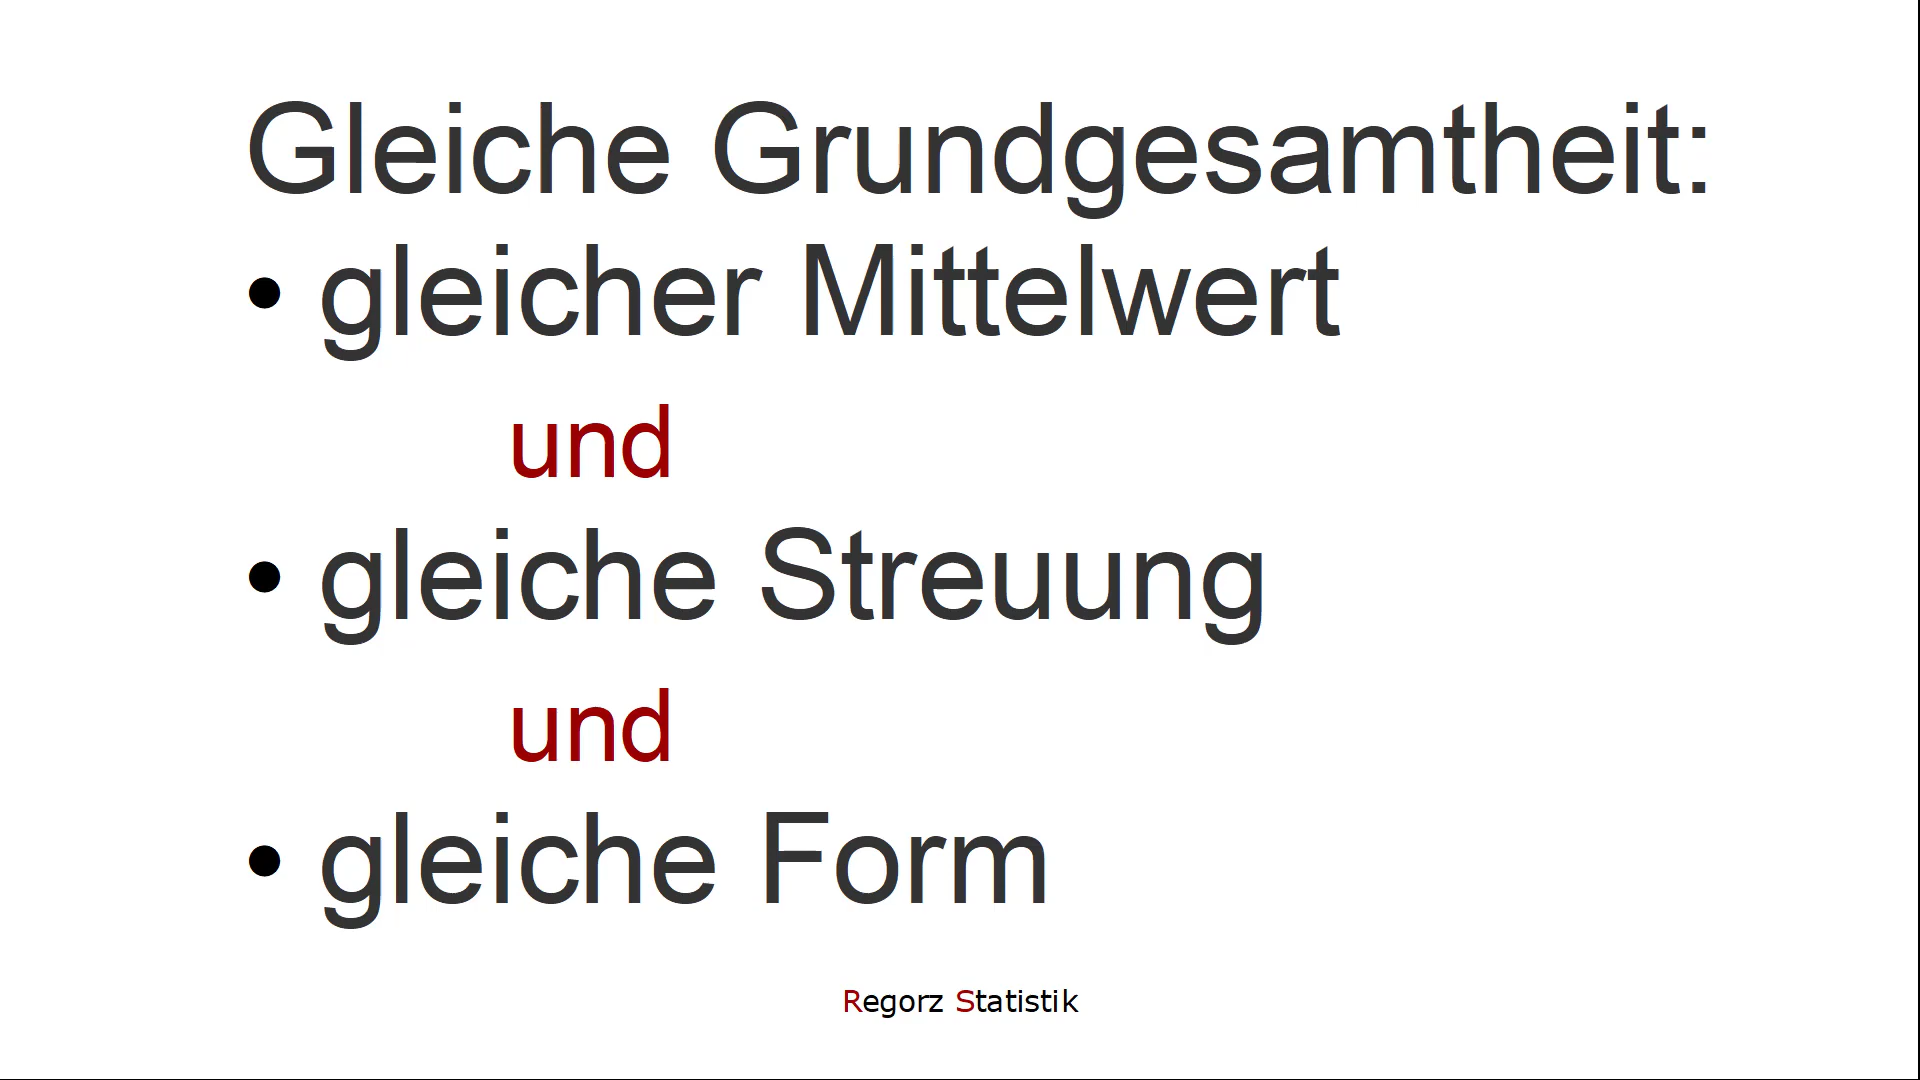 Gleiche Grundgesamtheit:
• gleicher Mittelwert
und
• gleiche Streuung
und
• gleiche Form
Regorz Statistik